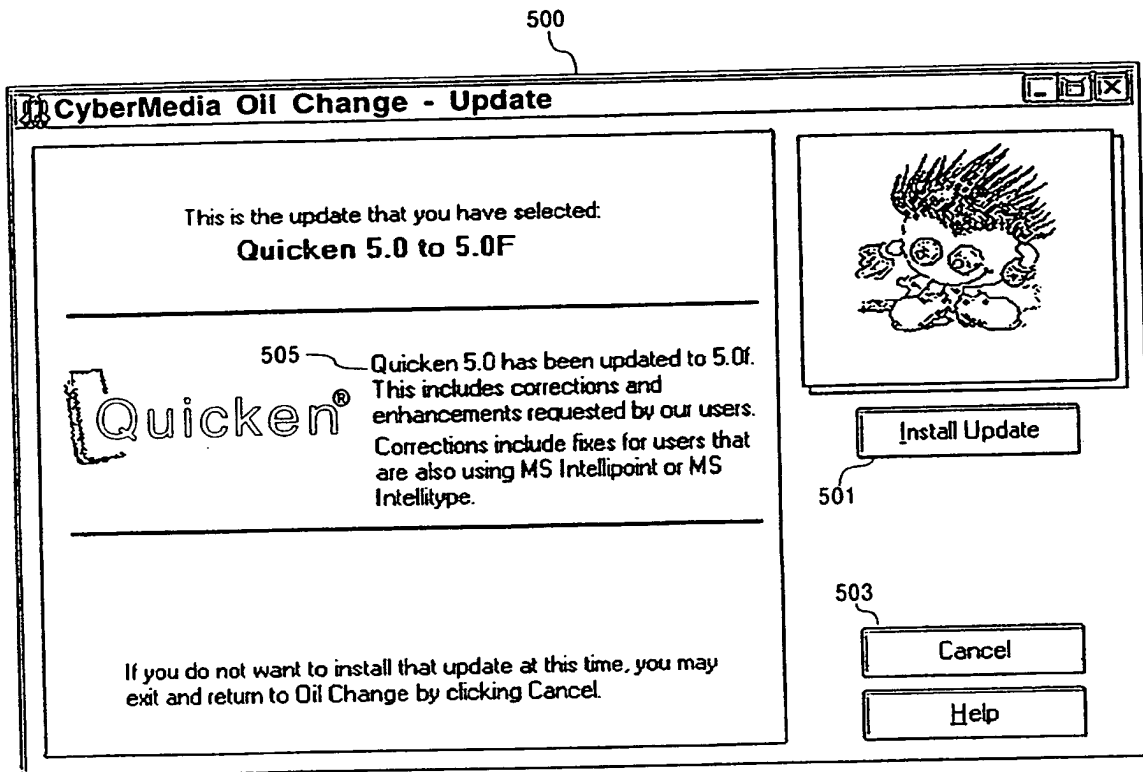 500
CyberMedia Oil Change - Update
This is the update that you have selected:
Quicken 5.0 to 5.0F
505
Quicken®
Quicken 5.0 has been updated to 5.0f.
This includes corrections and
enhancements requested by our users.
Corrections include fixes for users that
are also using MS Intellipoint or MS
Intellitype.
Install Update
501
503
Cancel
Help
If you do not want to install that update at this time, you may
exit and return to Oil Change by clicking Cancel.